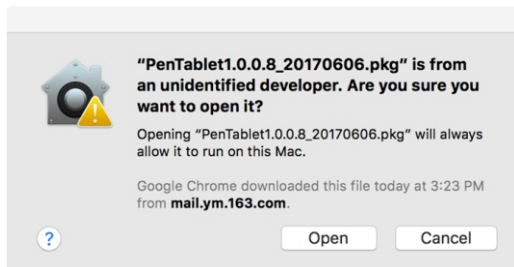 “PenTablet1.0.0.8_20170606.pkg” is from
an unidentified developer. Are you sure you
want to open it?
Opening “PenTablet1.0.0.8_20170606.pkg” will always
allow it to run on this Mac.
Google Chrome downloaded this file today at 3:23 PM
from mail.ym.163.com.
?
Open
Cancel